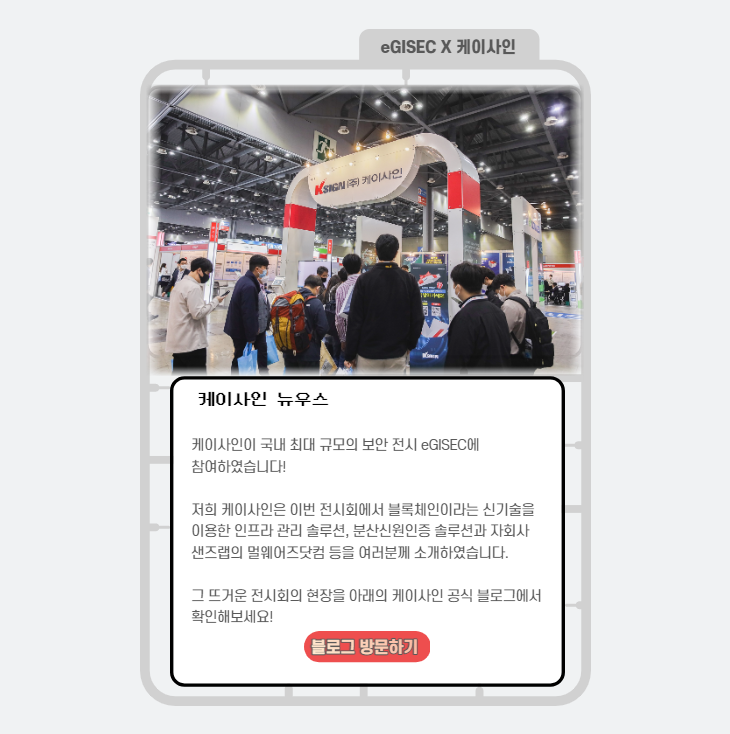 eGISEC X 케이사인
KSIGN (주) 케이사인
KSIGN
케이사인 뉴우스
케이사인이 국내 최대 규모의 보안 전시 eGISEC에
참여하였습니다!
저희 케이사인은 이번 전시회에서 블록체인이라는 신기술을
이용한 인프라 관리 솔루션, 분산신원인증 솔루션과 자회사
샌즈랩의 멀웨어즈닷컴 등을 여러분께 소개하였습니다.
그 뜨거운 전시회의 현장을 아래의 케이사인 공식 블로그에서
확인해보세요!
블로그 방문하기